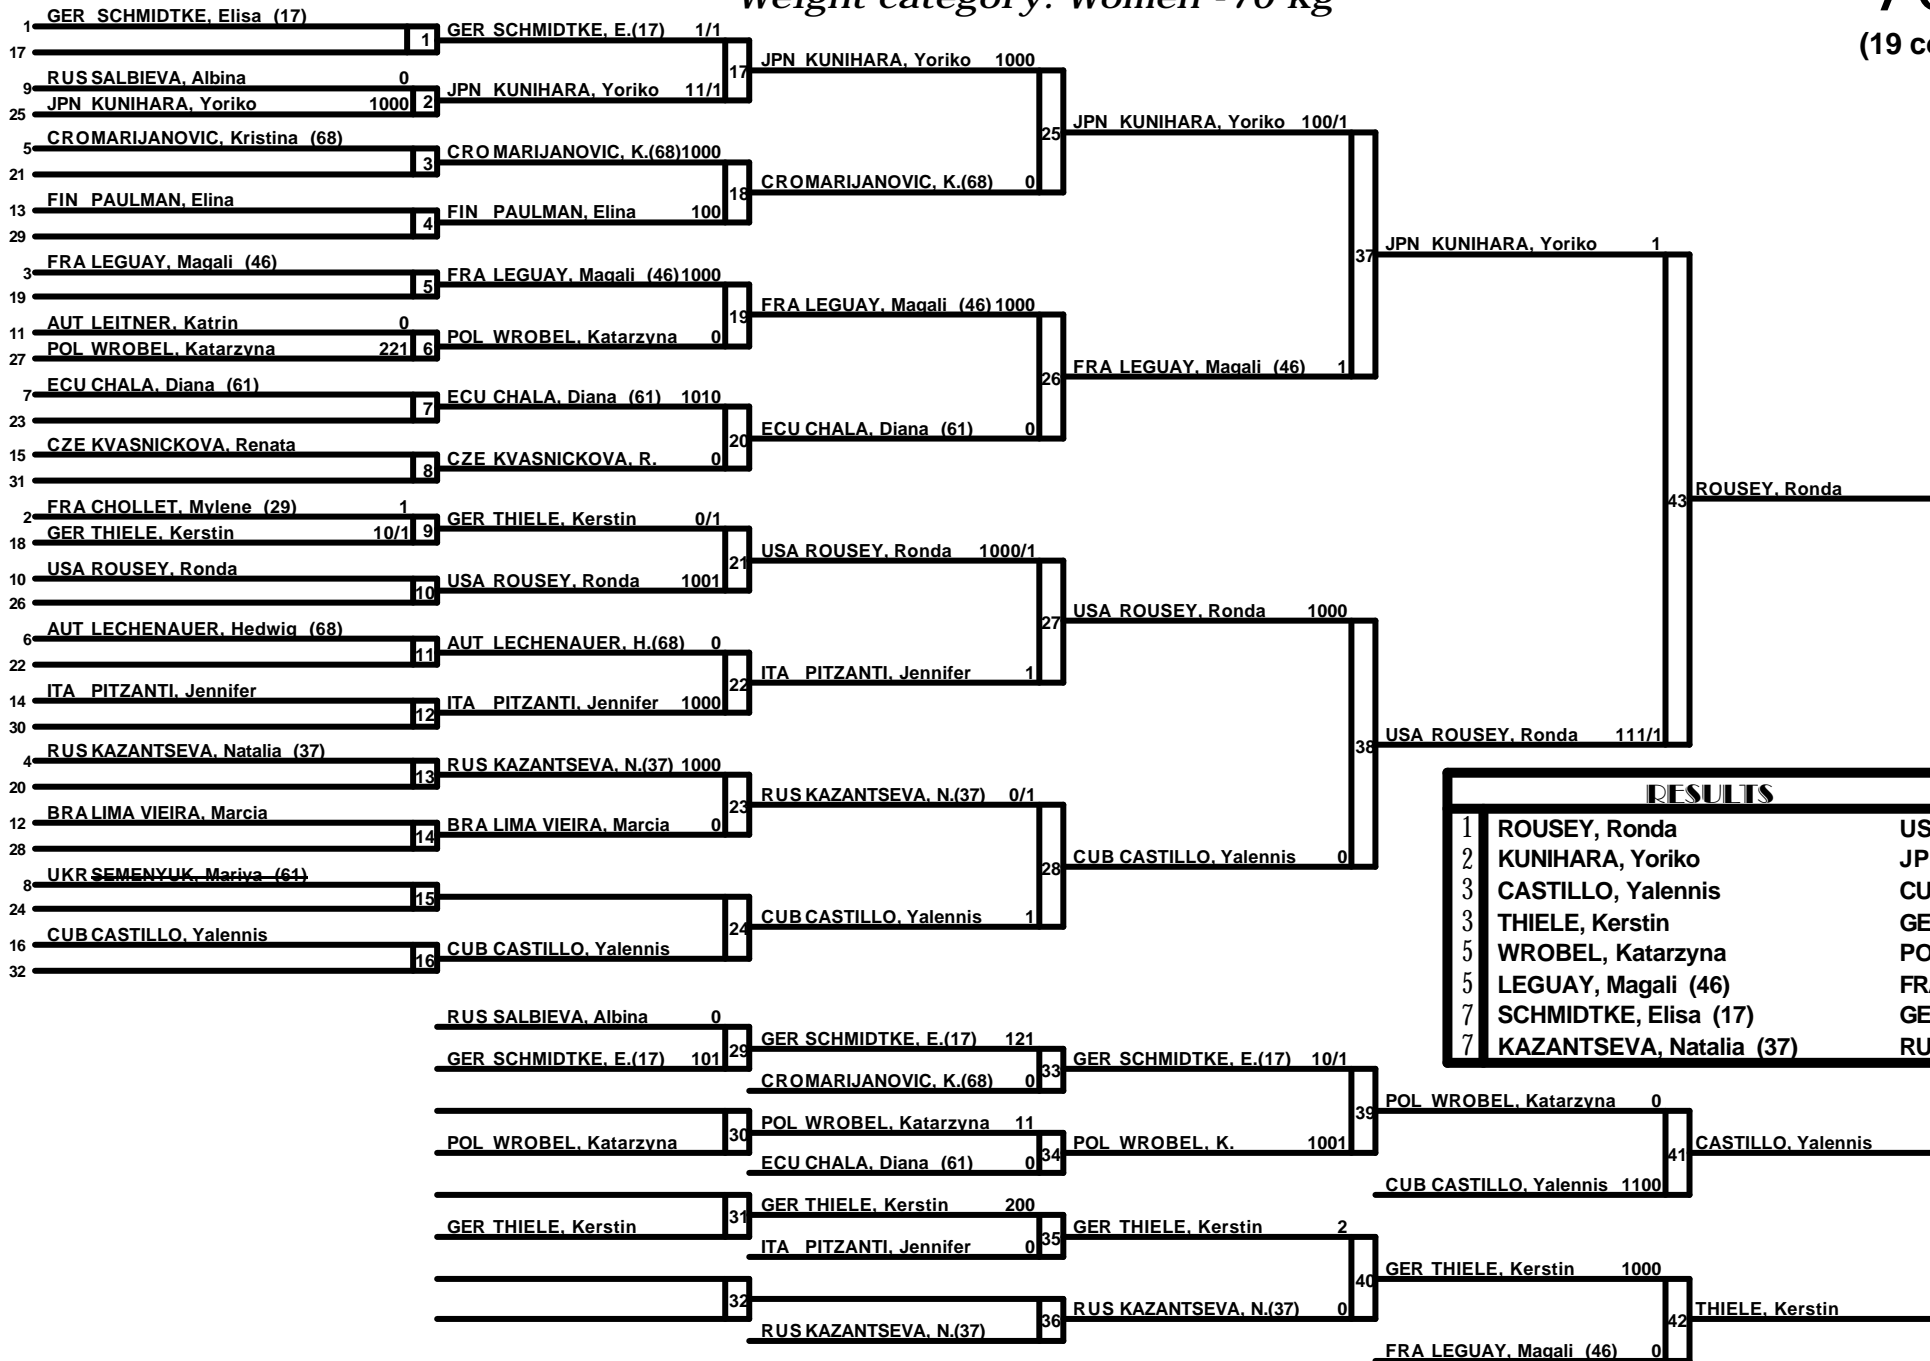 Weight category: Women -70 kg
(19 co
1 GER SCHMIDTKE, Elisa (17)
17
1
9 RUS SALBIEVA, Albina 0
25 JPN KUNIHARA, Yoriko 1000
2
5 CRO MARIJANOVIC, Kristina (68)
21
3
13 FIN PAULMAN, Elina
29
4
3 FRA LEGUAY, Magali (46)
19
5
11 AUT LEITNER, Katrin 0
27 POL WROBEL, Katarzyna 221
6
7 ECU CHALA, Diana (61)
23
7
15 CZE KVASNICKOVA, Renata
31
8
2 FRA CHOLLET, Mylene (29) 1
18 GER THIELE, Kerstin 10/1
9
10 USA ROUSEY, Ronda
26
10
6 AUT LECHENAUER, Hedwig (68)
22
11
14 ITA PITZANTI, Jennifer
30
12
4 RUS KAZANTSEVA, Natalia (37)
20
13
12 BRA LIMA VIEIRA, Marcia
28
14
8 UKR SEMENYUK, Mariya (61)
24
15
16 CUB CASTILLO, Yalennis
32
16
GER SCHMIDTKE, E.(17) 1/1
JPN KUNIHARA, Yoriko 11/1
17
CRO MARIJANOVIC, K.(68) 1000
FIN PAULMAN, Elina 100
18
FRA LEGUAY, Magali (46) 1000
POL WROBEL, Katarzyna 0
19
ECU CHALA, Diana (61) 1010
CZE KVASNICKOVA, R. 0
20
GER THIELE, Kerstin 0/1
USA ROUSEY, Ronda 1001
21
AUT LECHENAUER, H.(68) 0
ITA PITZANTI, Jennifer 1000
22
RUS KAZANTSEVA, N.(37) 1000
BRA LIMA VIEIRA, Marcia 0
23
CUB CASTILLO, Yalennis
24
JPN KUNIHARA, Yoriko 1000
CRO MARIJANOVIC, K.(68) 0
25
FRA LEGUAY, Magali (46) 1000
ECU CHALA, Diana (61) 0
26
USA ROUSEY, Ronda 1000/1
ITA PITZANTI, Jennifer 1
27
RUS KAZANTSEVA, N.(37) 0/1
CUB CASTILLO, Yalennis 1
28
JPN KUNIHARA, Yoriko 100/1
FRA LEGUAY, Magali (46) 1
37
USA ROUSEY, Ronda 1000
CUB CASTILLO, Yalennis 0
38
JPN KUNIHARA, Yoriko 1
USA ROUSEY, Ronda 111/1
43
ROUSEY, Ronda
RESULTS
1 ROUSEY, Ronda US
2 KUNIHARA, Yoriko JP
3 CASTILLO, Yalennis CU
3 THIELE, Kerstin GE
5 WROBEL, Katarzyna PO
5 LEGUAY, Magali (46) FRA
7 SCHMIDTKE, Elisa (17) GE
7 KAZANTSEVA, Natalia (37) RU
RUS SALBIEVA, Albina 0
GER SCHMIDTKE, E.(17) 101
29
POL WROBEL, Katarzyna
30
GER THIELE, Kerstin
31
32
GER SCHMIDTKE, E.(17) 121
CRO MARIJANOVIC, K.(68) 0
33
POL WROBEL, Katarzyna 11
ECU CHALA, Diana (61) 0
34
GER THIELE, Kerstin 200
ITA PITZANTI, Jennifer 0
35
RUS KAZANTSEVA, N.(37)
36
GER SCHMIDTKE, E.(17) 10/1
POL WROBEL, K. 1001
39
GER THIELE, Kerstin 2
RUS KAZANTSEVA, N.(37) 0
40
POL WROBEL, Katarzyna 0
CUB CASTILLO, Yalennis 1100
41
CASTILLO, Yalennis
GER THIELE, Kerstin 1000
FRA LEGUAY, Magali (46) 0
42
THIELE, Kerstin